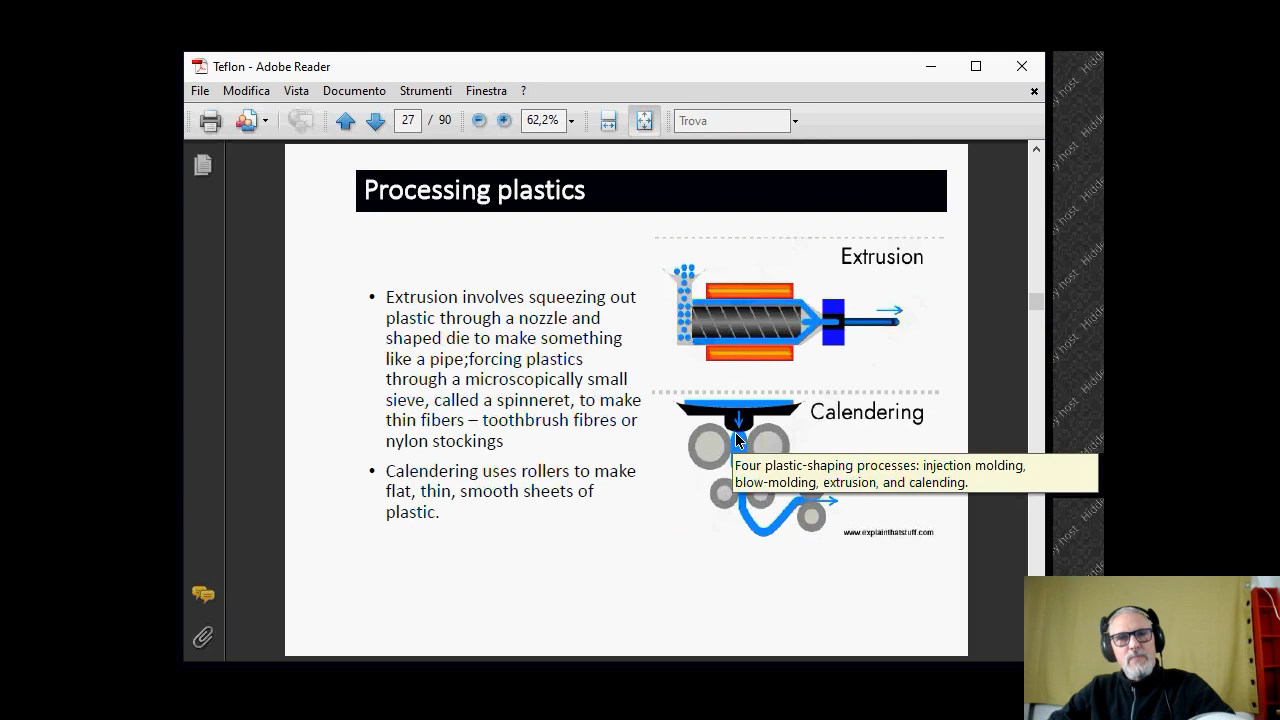 Teflon - Adobe Reader
File Modifica Vista Documento Strumenti Finestra ?
27 / 90 62,2% Trova
Processing plastics
Extrusion
• Extrusion involves squeezing out
plastic through a nozzle and
shaped die to make something
like a pipe;forcing plastics
through a microscopically small
sieve, called a spinneret, to make
thin fibers – toothbrush fibres or
nylon stockings
• Calendering uses rollers to make
flat, thin, smooth sheets of
plastic.
Calendering
Four plastic-shaping processes: injection molding,
blow-molding, extrusion, and calending.
www.explainthatstuff.com